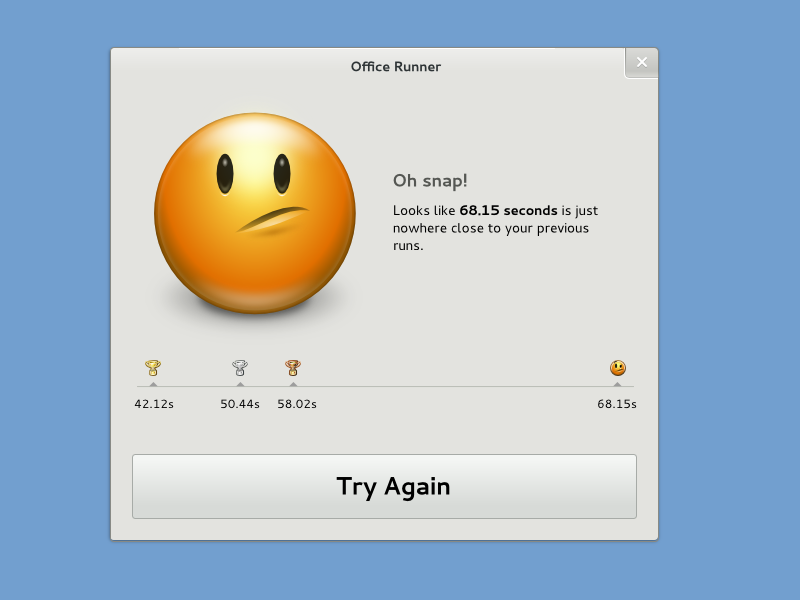 Office Runner
Oh snap!
Looks like 68.15 seconds is just
nowhere close to your previous
runs.
42.12s 50.44s 58.02s 68.15s
Try Again